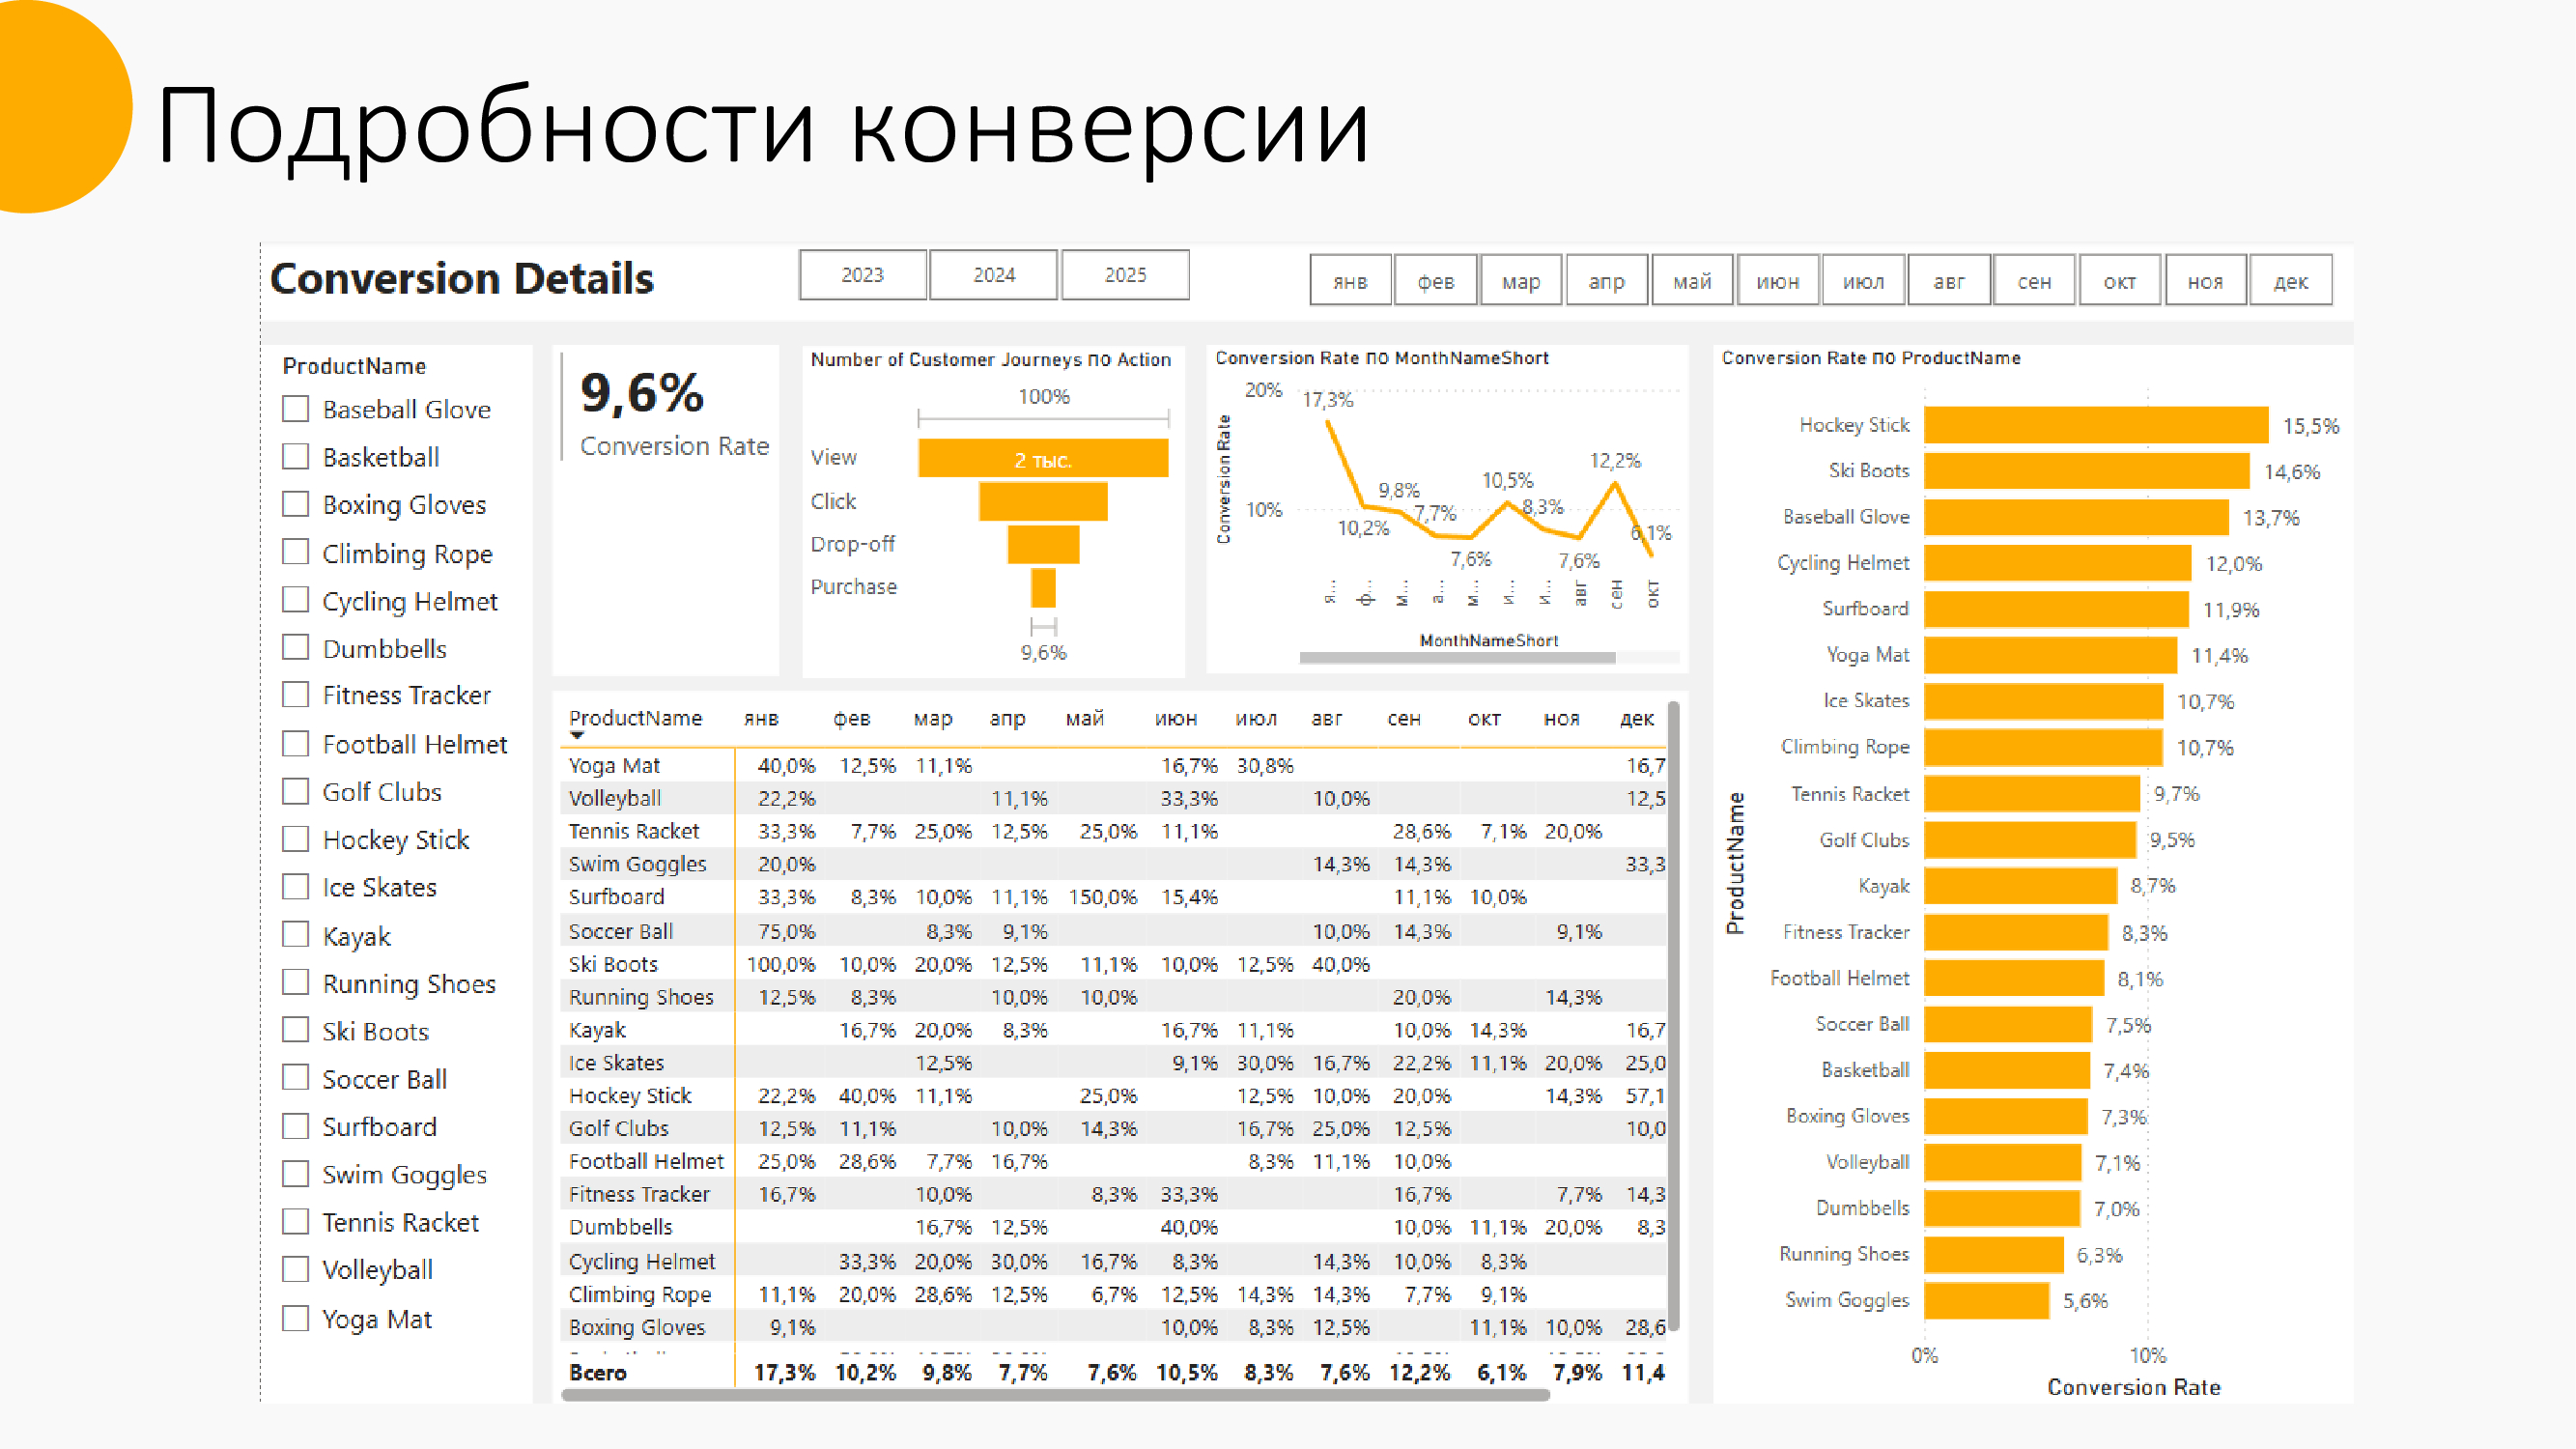 Подробности конверсии
Conversion Details
2023 2024 2025
янв фев мар апр май июн июл авг сен окт ноя дек
ProductName
Baseball Glove
Basketball
Boxing Gloves
Climbing Rope
Cycling Helmet
Dumbbells
Fitness Tracker
Football Helmet
Golf Clubs
Hockey Stick
Ice Skates
Kayak
Running Shoes
Ski Boots
Soccer Ball
Surfboard
Swim Goggles
Tennis Racket
Volleyball
Yoga Mat
9,6%
Conversion Rate
Number of Customer Journeys по Action
100%
View 2 тыс.
Click
Drop-off
Purchase
9,6%
Conversion Rate по MonthNameShort
Conversion Rate
20%
10%
17,3%
10,2%
9,8%
7,7%
7,6%
10,5%
8,3%
7,6%
12,2%
6,1%
я... ф... м... а... м... и... и... авг сен окт
MonthNameShort
ProductName янв фев мар апр май июн июл авг сен окт ноя дек
Yoga Mat 40,0% 12,5% 11,1% 16,7% 30,8% 16,7
Volleyball 22,2% 11,1% 33,3% 10,0% 12,5
Tennis Racket 33,3% 7,7% 25,0% 12,5% 25,0% 11,1% 28,6% 7,1% 20,0%
Swim Goggles 20,0% 14,3% 14,3% 33,3
Surfboard 33,3% 8,3% 10,0% 11,1% 150,0% 15,4% 11,1% 10,0%
Soccer Ball 75,0% 8,3% 9,1% 10,0% 14,3% 9,1%
Ski Boots 100,0% 10,0% 20,0% 12,5% 11,1% 10,0% 12,5% 40,0%
Running Shoes 12,5% 8,3% 10,0% 10,0% 20,0% 14,3%
Kayak 16,7% 20,0% 8,3% 16,7% 11,1% 10,0% 14,3% 16,7
Ice Skates 12,5% 9,1% 30,0% 16,7% 22,2% 11,1% 20,0% 25,0
Hockey Stick 22,2% 40,0% 11,1% 25,0% 12,5% 10,0% 20,0% 14,3% 57,1
Golf Clubs 12,5% 11,1% 10,0% 14,3% 16,7% 25,0% 12,5% 10,0
Football Helmet 25,0% 28,6% 7,7% 16,7% 8,3% 11,1% 10,0%
Fitness Tracker 16,7% 10,0% 8,3% 33,3% 16,7% 7,7% 14,3
Dumbbells 16,7% 12,5% 40,0% 10,0% 11,1% 20,0% 8,3
Cycling Helmet 33,3% 20,0% 30,0% 16,7% 8,3% 14,3% 10,0% 8,3%
Climbing Rope 11,1% 20,0% 28,6% 12,5% 6,7% 12,5% 14,3% 14,3% 7,7% 9,1%
Boxing Gloves 9,1% 10,0% 8,3% 12,5% 11,1% 10,0% 28,6
Всего 17,3% 10,2% 9,8% 7,7% 7,6% 10,5% 8,3% 7,6% 12,2% 6,1% 7,9% 11,4
Conversion Rate по ProductName
ProductName
Hockey Stick 15,5%
Ski Boots 14,6%
Baseball Glove 13,7%
Cycling Helmet 12,0%
Surfboard 11,9%
Yoga Mat 11,4%
Ice Skates 10,7%
Climbing Rope 10,7%
Tennis Racket 9,7%
Golf Clubs 9,5%
Kayak 8,7%
Fitness Tracker 8,3%
Football Helmet 8,1%
Soccer Ball 7,5%
Basketball 7,4%
Boxing Gloves 7,3%
Volleyball 7,1%
Dumbbells 7,0%
Running Shoes 6,3%
Swim Goggles 5,6%
0% 10%
Conversion Rate